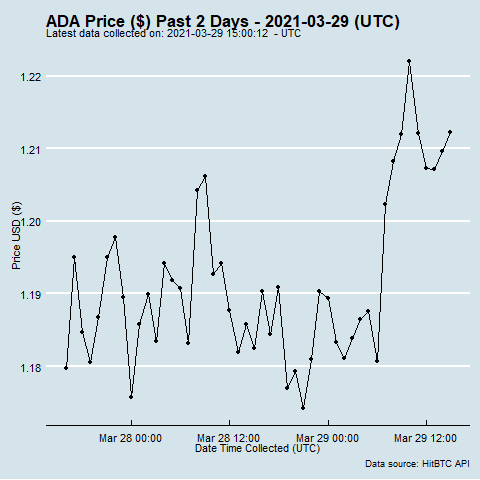 ADA Price ($) Past 2 Days - 2021-03-29 (UTC)
Latest data collected on: 2021-03-29 15:00:12  - UTC
1.22
1.21
1.20
1.19
1.18
Price USD ($)
Mar 28 00:00
Mar 28 12:00
Mar 29 00:00
Mar 29 12:00
Date Time Collected (UTC)
Data source: HitBTC API